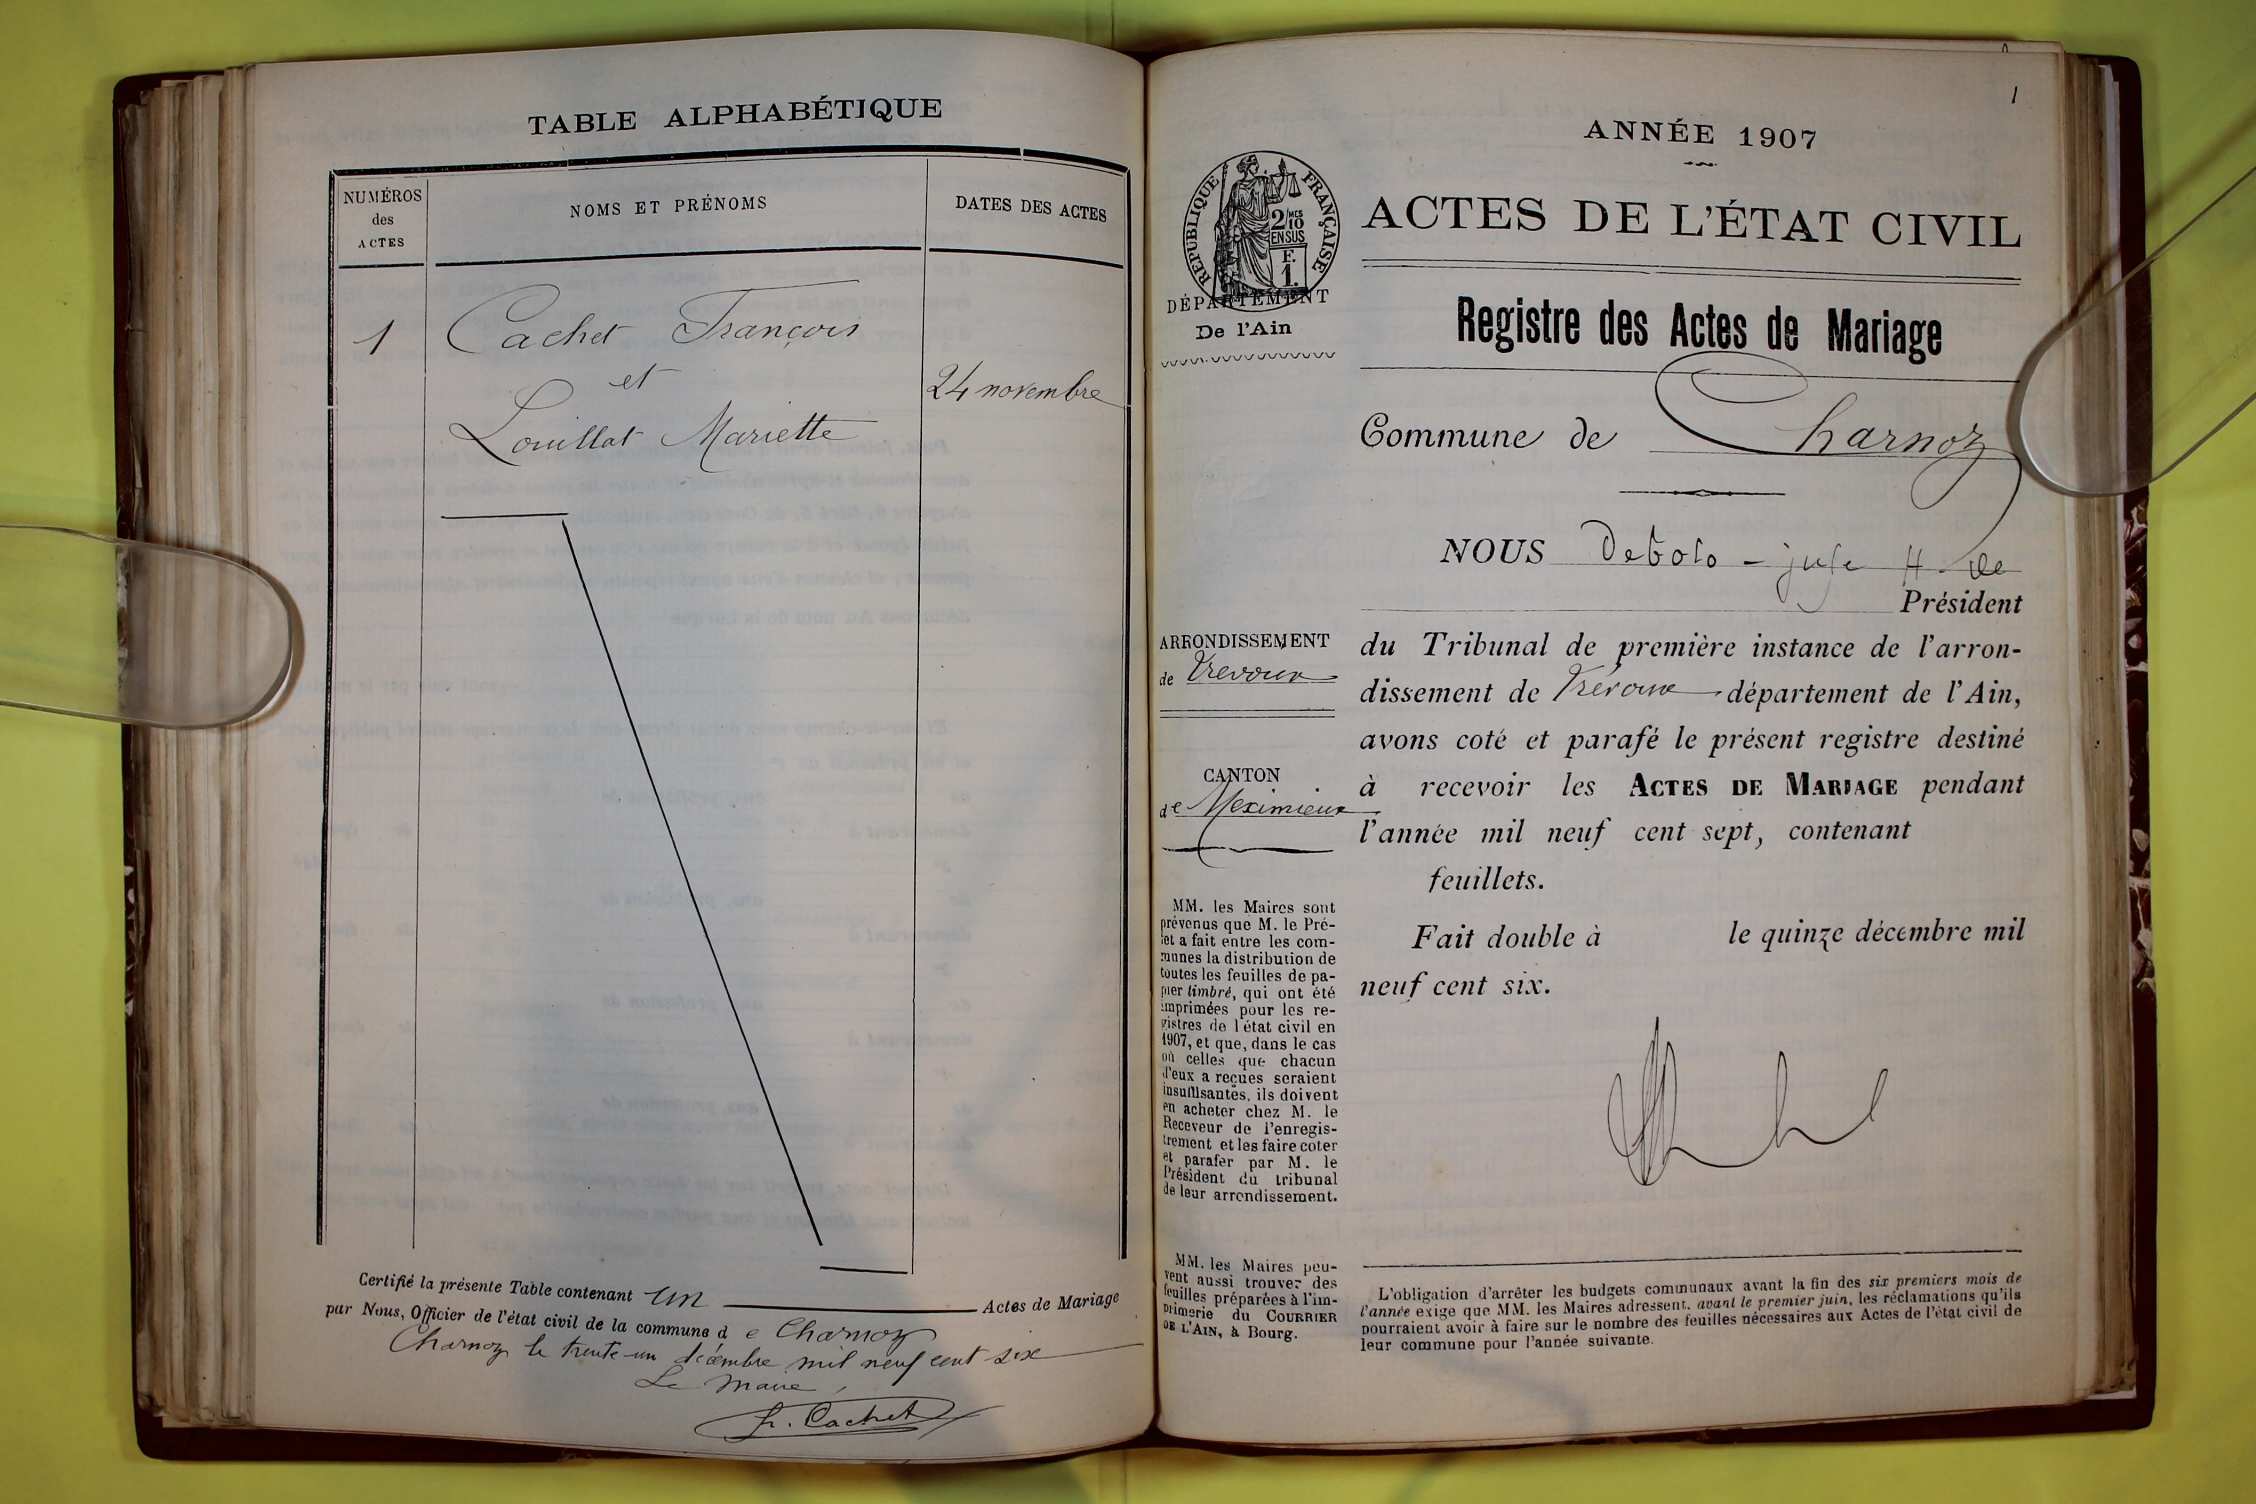 TABLE ALPHABÉTIQUE
NUMÉROS
des
ACTES
NOMS ET PRÉNOMS
DATES DES ACTES
1
Cachet François
et
Louillat Mariette
24 novembre
Certifié la présente Table contenant un Actes de Mariage
par Nous, Officier de l'état civil de la commune d e Charnoz
Charnoz le trente-un décembre mil neuf cent six
Le Maire,
Fr. Cachet
1
ANNÉE 1907
RÉPUBLIQUE FRANÇAISE
2/10MES
EN SUS
F.
1.
DÉPARTEMENT
De l'Ain
ARRONDISSEMENT
de Trévoux
CANTON
de Meximieux
MM. les Maires sont
prévenus que M. le Pré-
fet a fait entre les com-
munes la distribution de
toutes les feuilles de pa-
pier timbré, qui ont été
imprimées pour les re-
gistres de l'état civil en
1907, et que, dans le cas
où celles que chacun
d'eux a reçues seraient
insuffisantes, ils doivent
en acheter chez M. le
Receveur de l'enregis-
trement et les faire coter
et parafer par M. le
Président du tribunal
de leur arrondissement.
MM. les Maires peu-
vent aussi trouver des
feuilles préparées à l'im-
primerie du COURRIER
DE L'AIN, à Bourg.
ACTES DE L'ÉTAT CIVIL
Registre des Actes de Mariage
Commune de Charnoz
NOUS
Président
du Tribunal de première instance de l'arron-
dissement de Trévoux département de l'Ain,
avons coté et parafé le présent registre destiné
à recevoir les ACTES DE MARIAGE pendant
l'année mil neuf cent sept, contenant
feuillets.
Fait double à le quinze décembre mil
neuf cent six.
L'obligation d'arrêter les budgets communaux avant la fin des six premiers mois de
l'année exige que MM. les Maires adressent, avant le premier juin, les réclamations qu'ils
pourraient avoir à faire sur le nombre des feuilles nécessaires aux Actes de l'état civil de
leur commune pour l'année suivante.